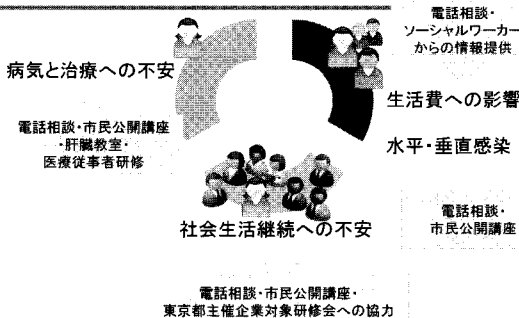 電話相談・
ソーシャルワーカー
からの情報提供
病気と治療への不安
生活費への影響
電話相談・市民公開講座
・肝臓教室・
医療従事者研修
水平・垂直感染
電話相談・
市民公開講座
社会生活継続への不安
電話相談・市民公開講座・
東京都主催企業対象研修会への協力